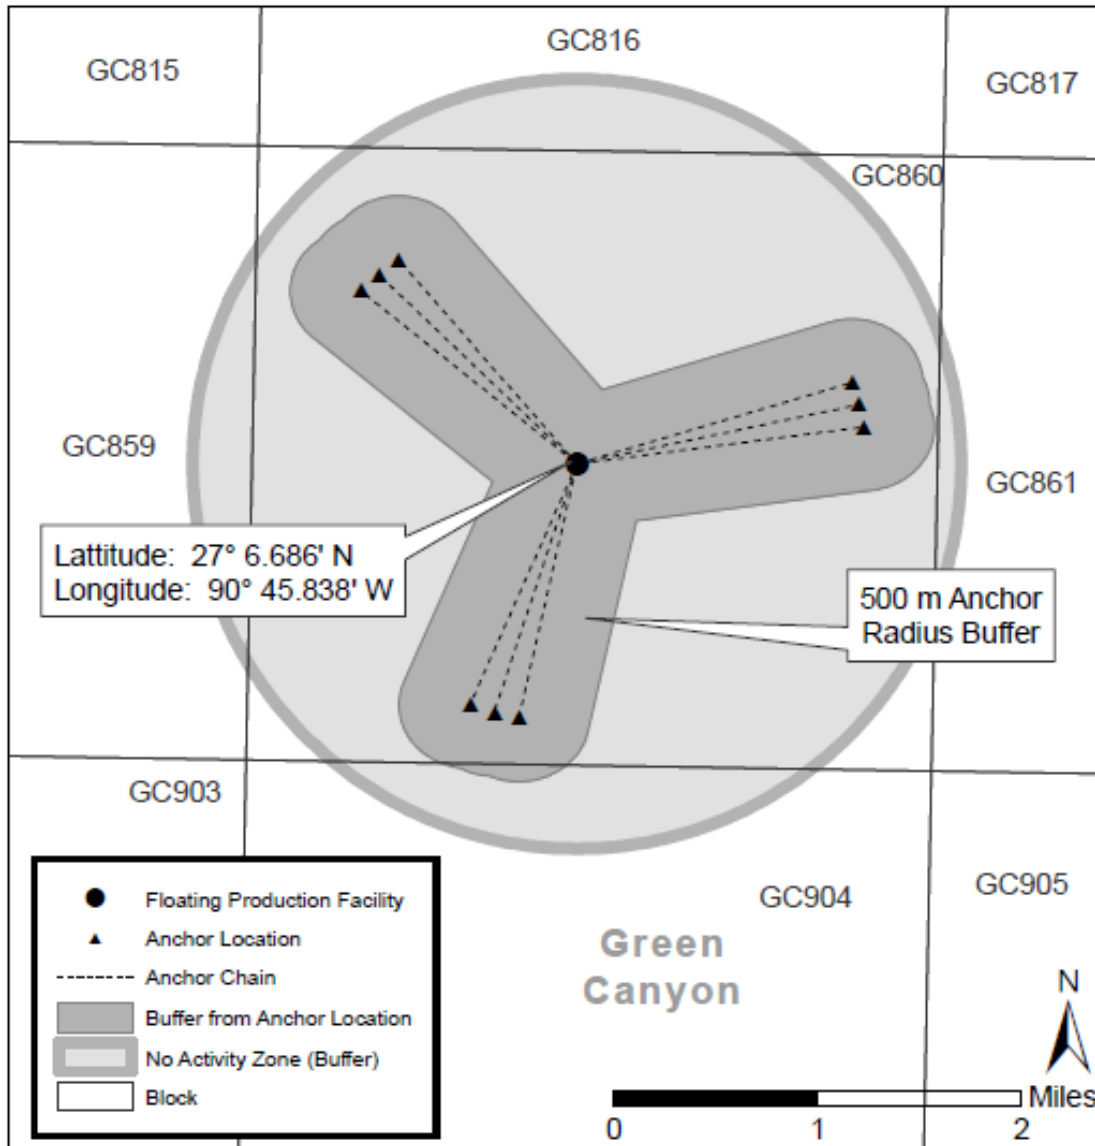 GC816
GC815
GC817
GC860
GC859
GC861
Lattitude: 27° 6.686' N
Longitude: 90° 45.838' W
500 m Anchor
Radius Buffer
GC903
GC904
GC905
Green
Canyon
Floating Production Facility
Anchor Location
Anchor Chain
Buffer from Anchor Location
No Activity Zone (Buffer)
Block
N
Miles
0 1 2